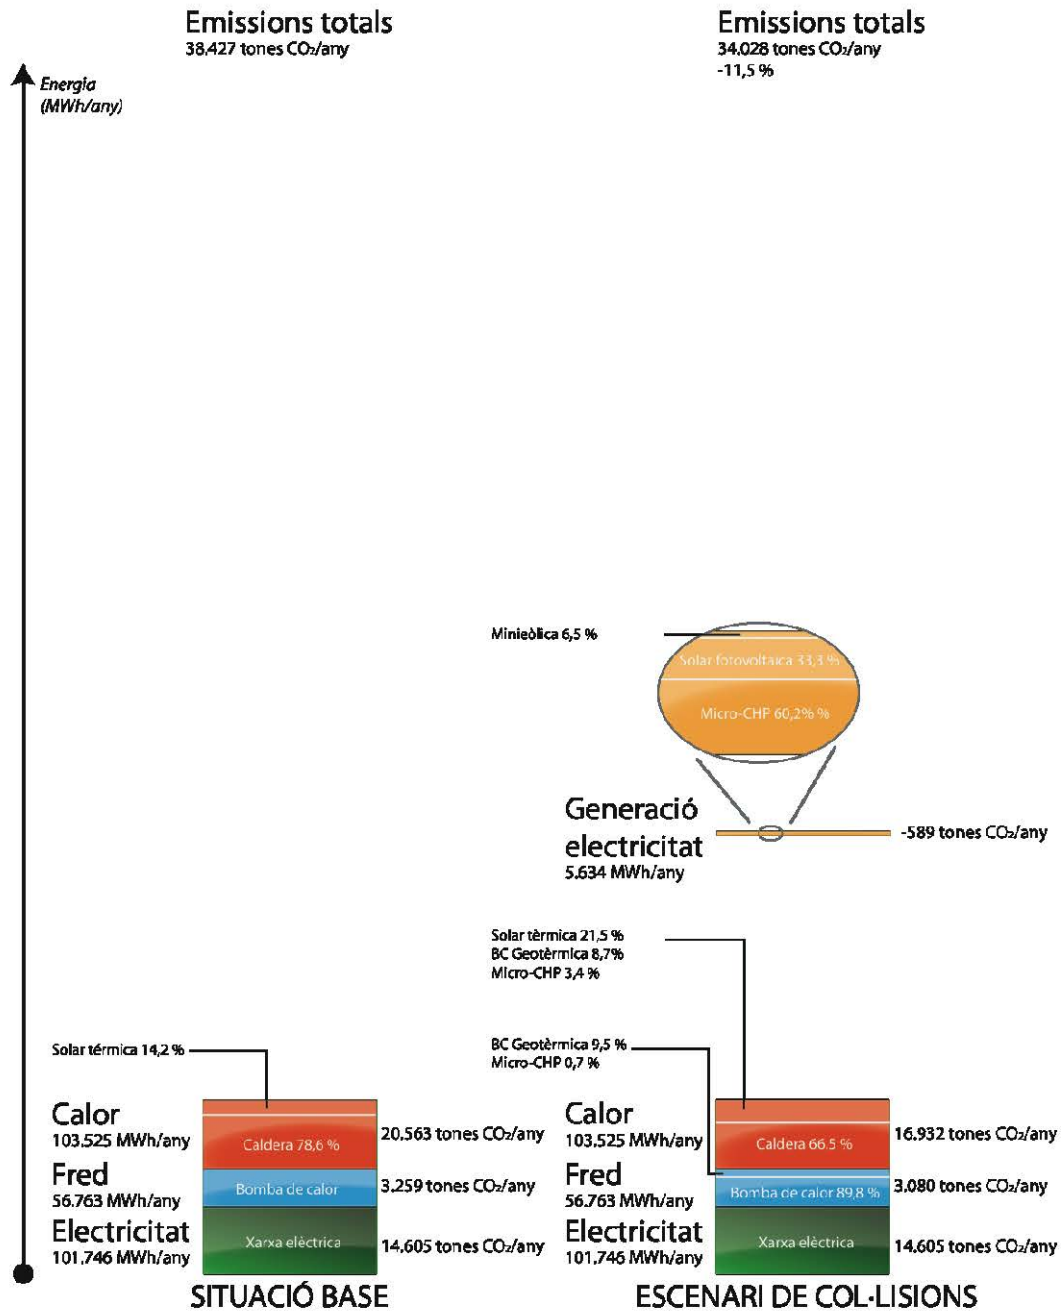 Emissions totals
38.427 tones CO₂/any
Emissions totals
34.028 tones CO₂/any
-11,5 %
Energia
(MWh/any)
Minieòlica 6,5 %
Solar fotovoltaica 33,3 %
Micro-CHP 60,2% %
Generació
electricitat
5.634 MWh/any
-589 tones CO₂/any
Solar tèrmica 21,5 %
BC Geotèrmica 8,7%
Micro-CHP 3,4 %
Solar térmica 14,2 %
BC Geotèrmica 9,5 %
Micro-CHP 0,7 %
Calor
103.525 MWh/any
Caldera 78,6 %
20.563 tones CO₂/any
Fred
56.763 MWh/any
Bomba de calor
3.259 tones CO₂/any
Electricitat
101.746 MWh/any
Xarxa elèctrica
14.605 tones CO₂/any
SITUACIÓ BASE
Calor
103.525 MWh/any
Caldera 66.5 %
16.932 tones CO₂/any
Fred
56.763 MWh/any
Bomba de calor 89,8 %
3.080 tones CO₂/any
Electricitat
101.746 MWh/any
Xarxa elèctrica
14.605 tones CO₂/any
ESCENARI DE COL·LISIONS